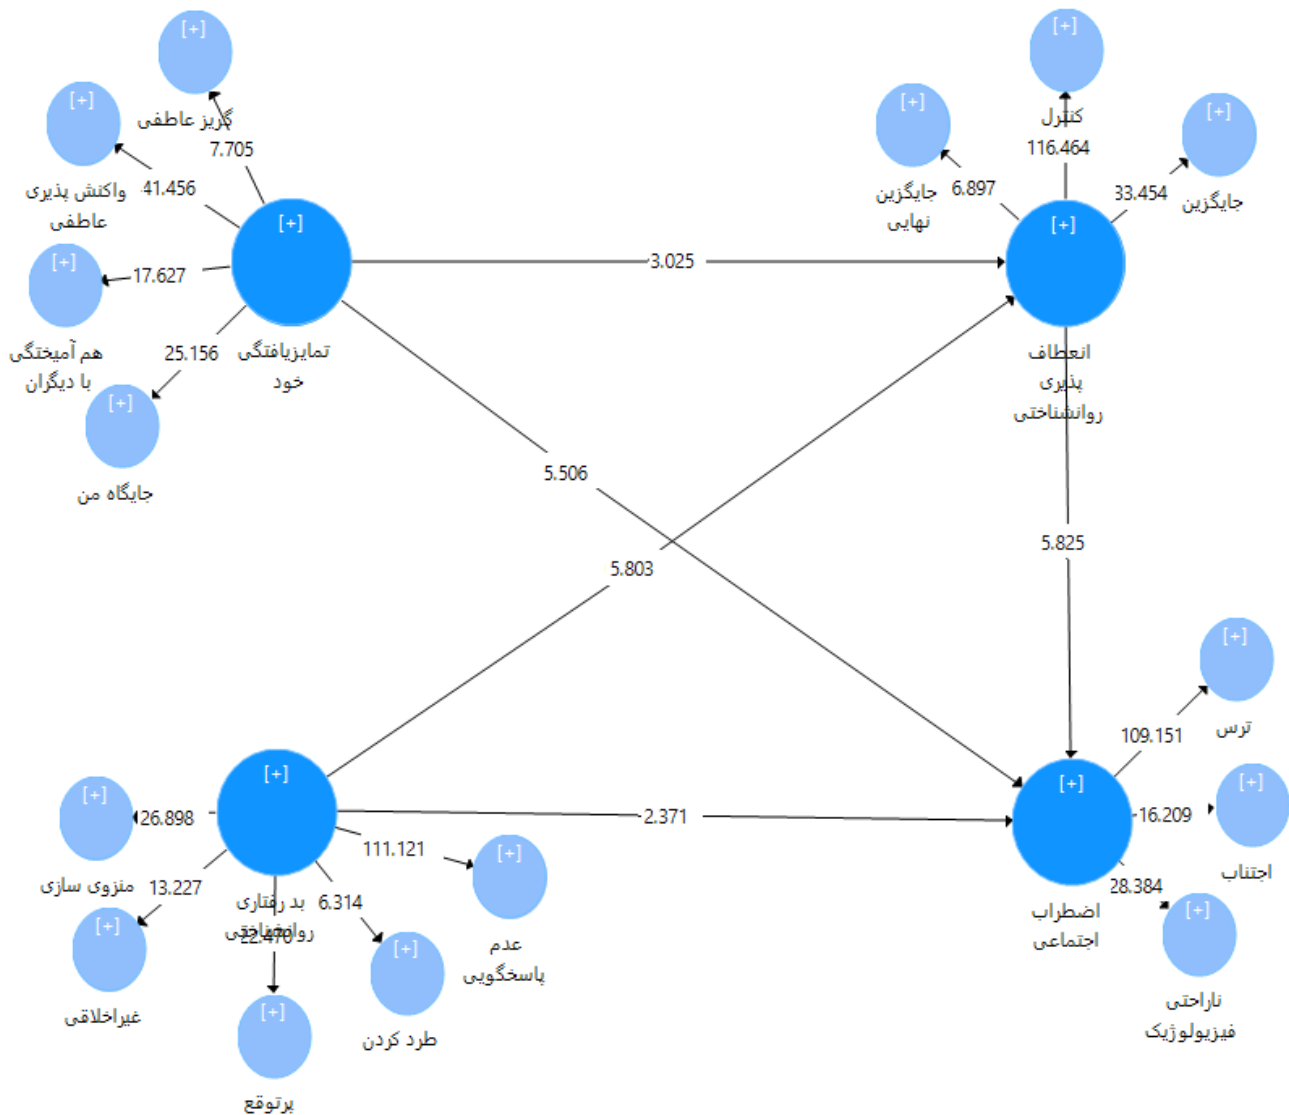 [+]
گریز عاطفی
7.705
[+]
واکنش پذیری
عاطفی
41.456
[+]
هم آمیختگی
با دیگران
17.627
[+]
جایگاه من
25.156
[+]
تمایزیافتگی
خود
[+]
کنترل
116.464
[+]
جایگزین
نهایی
6.897
[+]
جایگزین
33.454
[+]
انعطاف
پذیری
روانشناختی
3.025
5.506
5.803
5.825
2.371
[+]
ترس
109.151
[+]
اجتناب
16.209
[+]
ناراحتی
فیزیولوژیک
28.384
[+]
اضطراب
اجتماعی
[+]
بد رفتاری
روانشناختی
[+]
منزوی سازی
26.898
[+]
غیراخلاقی
13.227
[+]
پرتوقع
22.470
[+]
طرد کردن
6.314
[+]
عدم
پاسخگویی
111.121